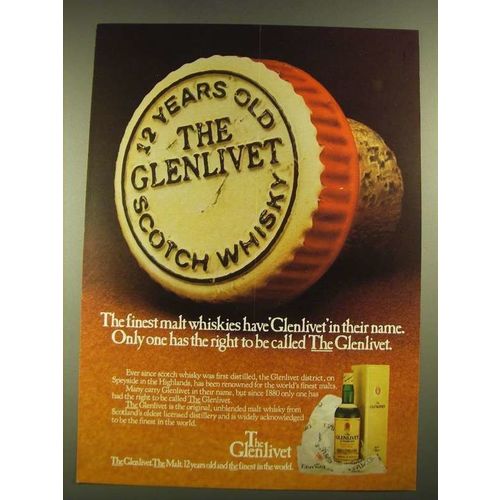 12 YEARS OLD
THE
GLENLIVET
SCOTCH WHISKY
The finest malt whiskies have 'Glenlivet' in their name.
Only one has the right to be called The Glenlivet.
Ever since scotch whisky was first distilled, the Glenlivet district, on
Speyside in the Highlands, has been renowned for the world's finest malts.
Many carry Glenlivet in their name, but since 1880 only one has
had the right to be called The Glenlivet.
The Glenlivet is the original, unblended malt whisky from
Scotland's oldest licensed distillery and is widely acknowledged
to be the finest in the world.
The
Glenlivet
The Glenlivet. The Malt. 12 years old and the finest in the world.
GLENLIVET